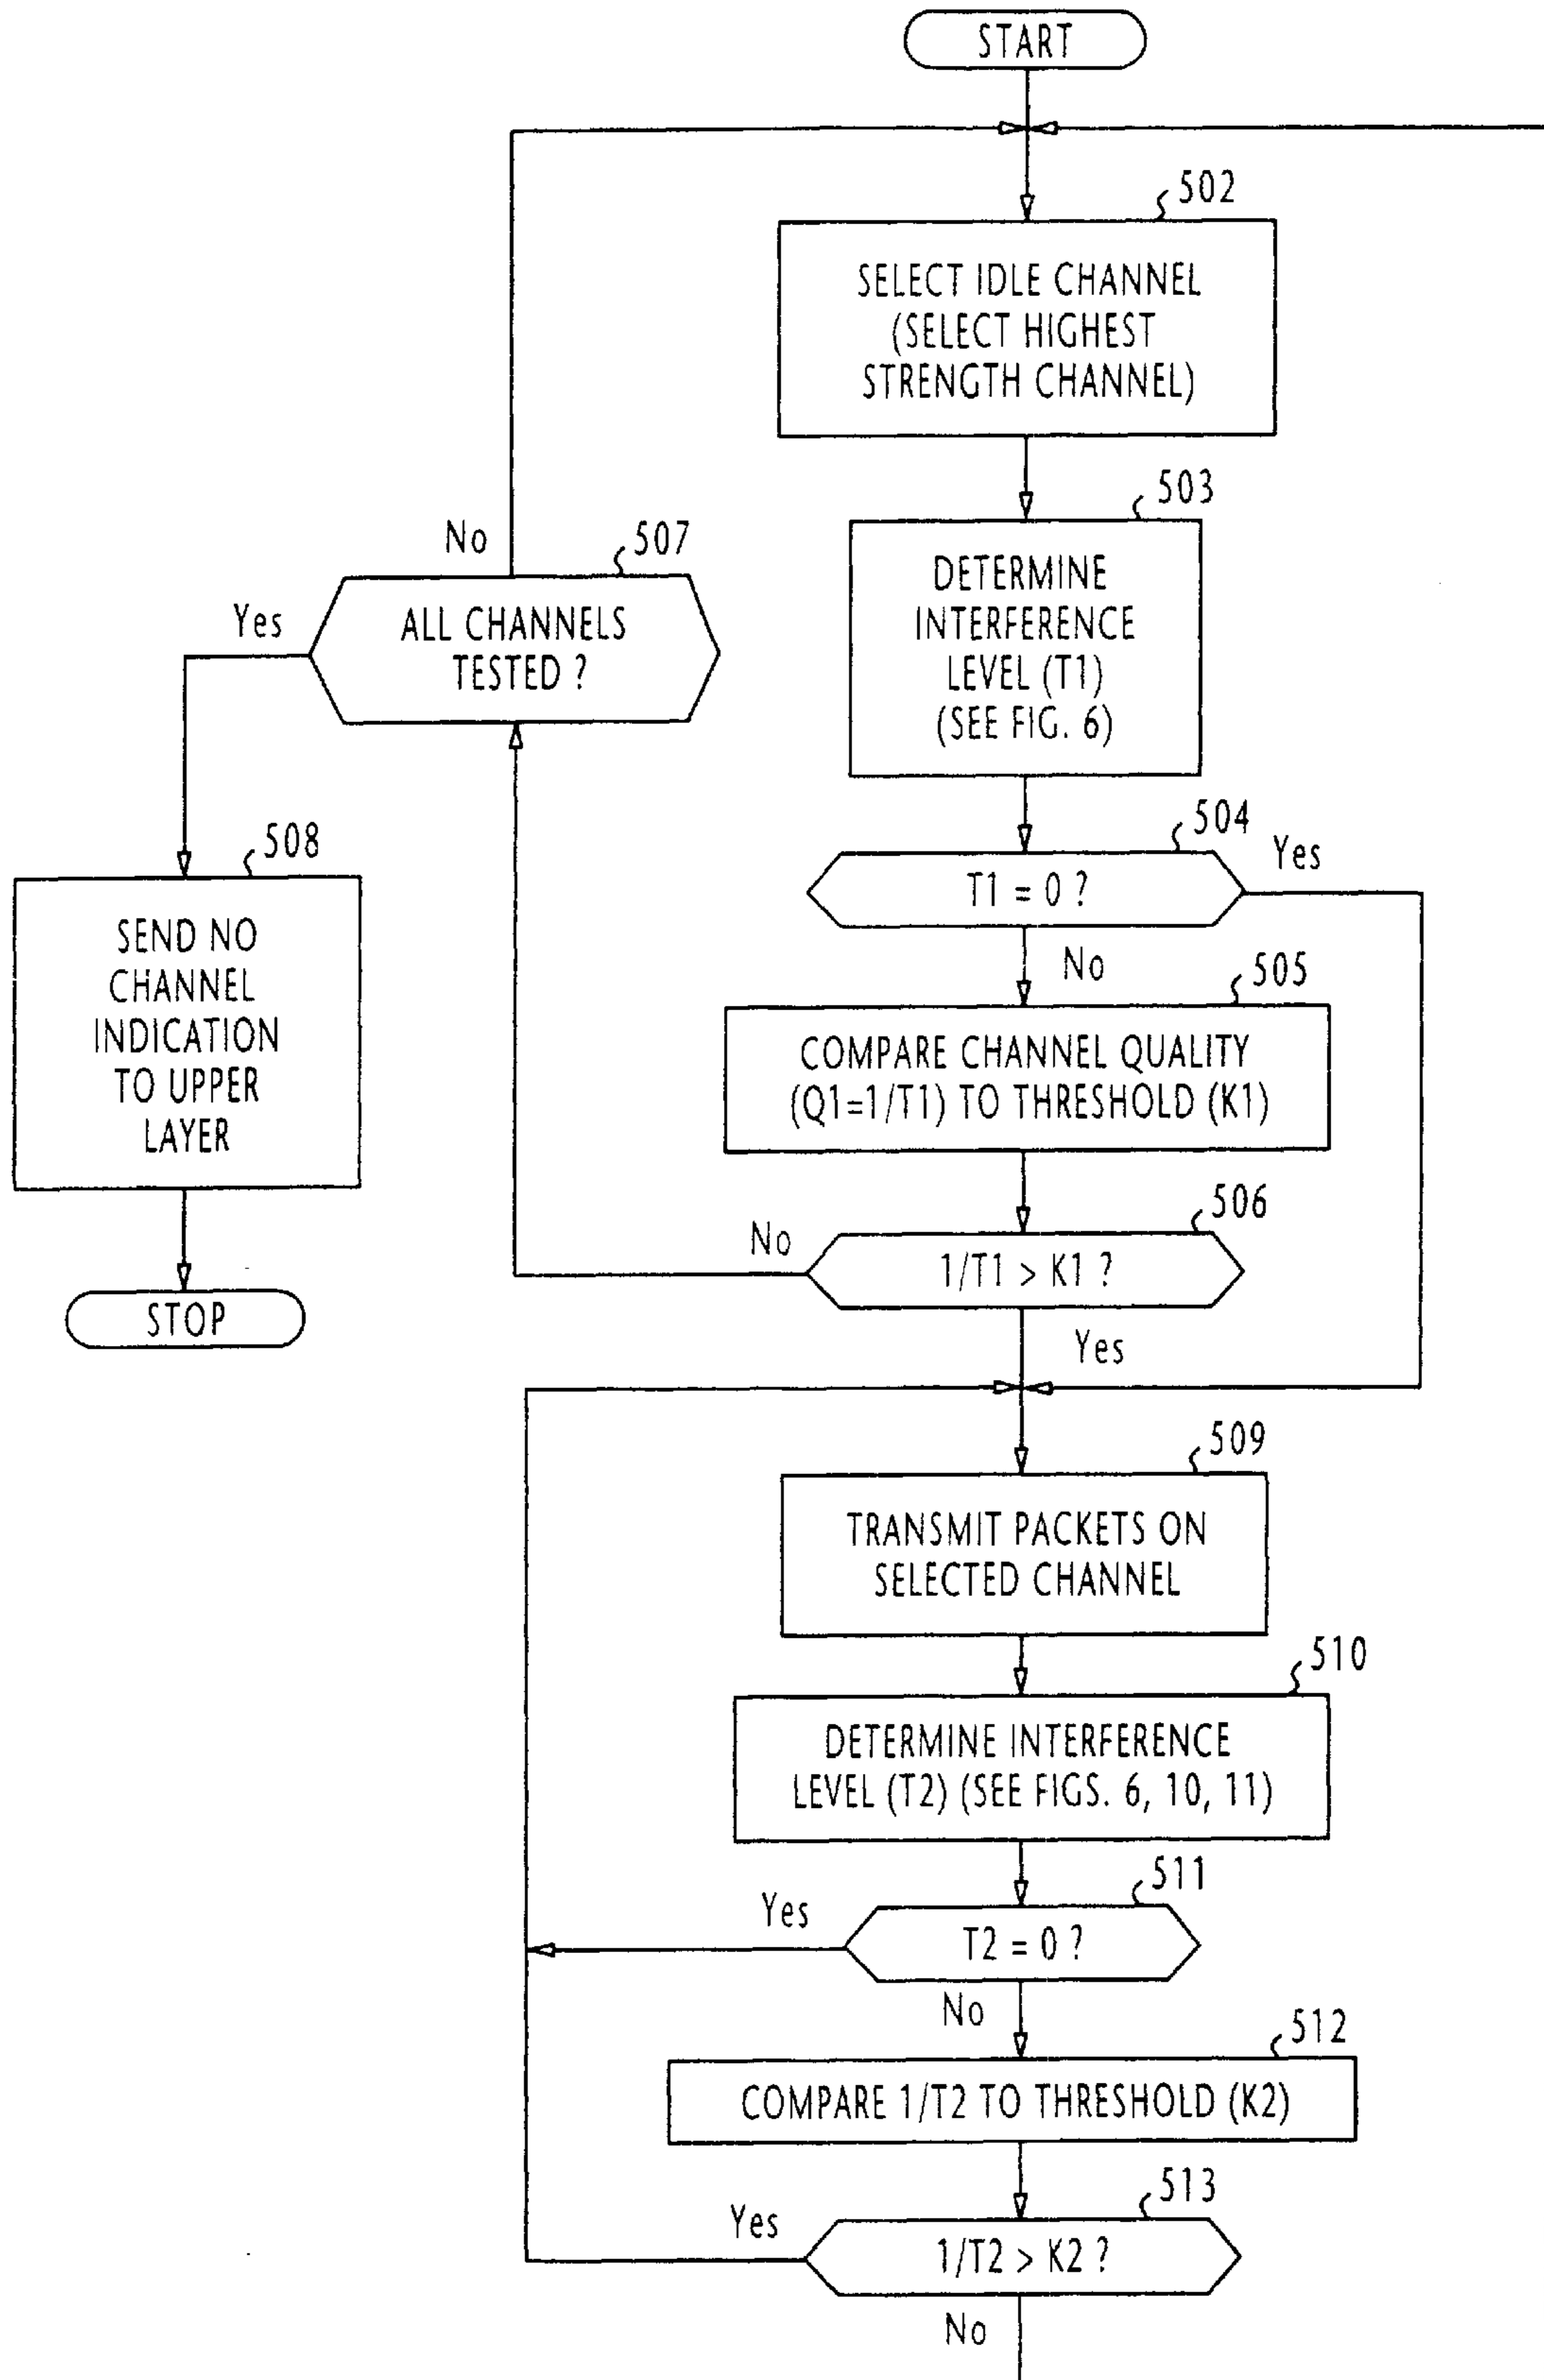 START
502
SELECT IDLE CHANNEL
(SELECT HIGHEST
STRENGTH CHANNEL)
503
DETERMINE
INTERFERENCE
LEVEL (T1)
(SEE FIG. 6)
No
507
Yes
ALL CHANNELS
TESTED ?
504
Yes
T1 = 0 ?
508
SEND NO
CHANNEL
INDICATION
TO UPPER
LAYER
No
505
COMPARE CHANNEL QUALITY
(Q1=1/T1) TO THRESHOLD (K1)
506
No
1/T1 > K1 ?
STOP
Yes
509
TRANSMIT PACKETS ON
SELECTED CHANNEL
510
DETERMINE INTERFERENCE
LEVEL (T2) (SEE FIGS. 6, 10, 11)
511
Yes
T2 = 0 ?
No
512
COMPARE 1/T2 TO THRESHOLD (K2)
513
Yes
1/T2 > K2 ?
No